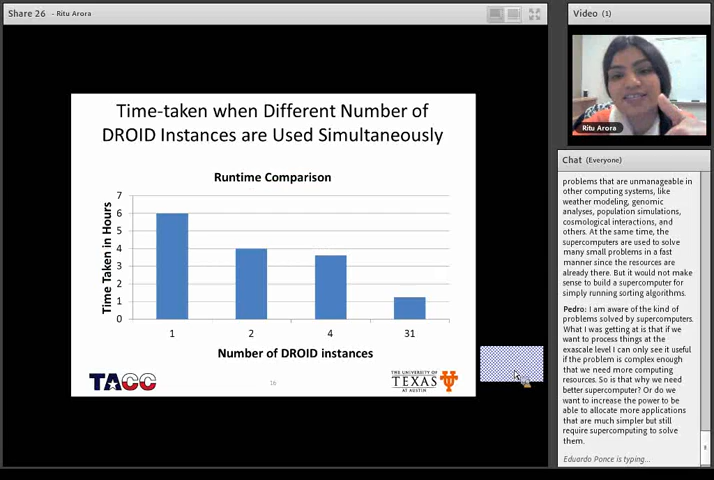 Share 26 - Ritu Arora
Time-taken when Different Number of
DROID Instances are Used Simultaneously
Runtime Comparison
Time Taken in Hours
7
6
5
4
3
2
1
0
1 2 4 31
Number of DROID instances
TACC
16
THE UNIVERSITY OF
TEXAS
AT AUSTIN
Video (1)
Ritu Arora
Chat (Everyone)
problems that are unmanageable in
other computing systems, like
weather modeling, genomic
analyses, population simulations,
cosmological interactions, and
others. At the same time, the
supercomputers are used to solve
many small problems in a fast
manner since the resources are
already there. But it would not make
sense to build a supercomputer for
simply running sorting algorithms.
Pedro: I am aware of the kind of
problems solved by supercomputers.
What I was getting at is that if we
want to process things at the
exascale level I can only see it useful
if the problem is complex enough
that we need more computing
resources. So is that why we need
better supercomputer? Or do we
want to increase the power to be
able to allocate more applications
that are much simpler but still
require supercomputing to solve
them.
Eduardo Ponce is typing...